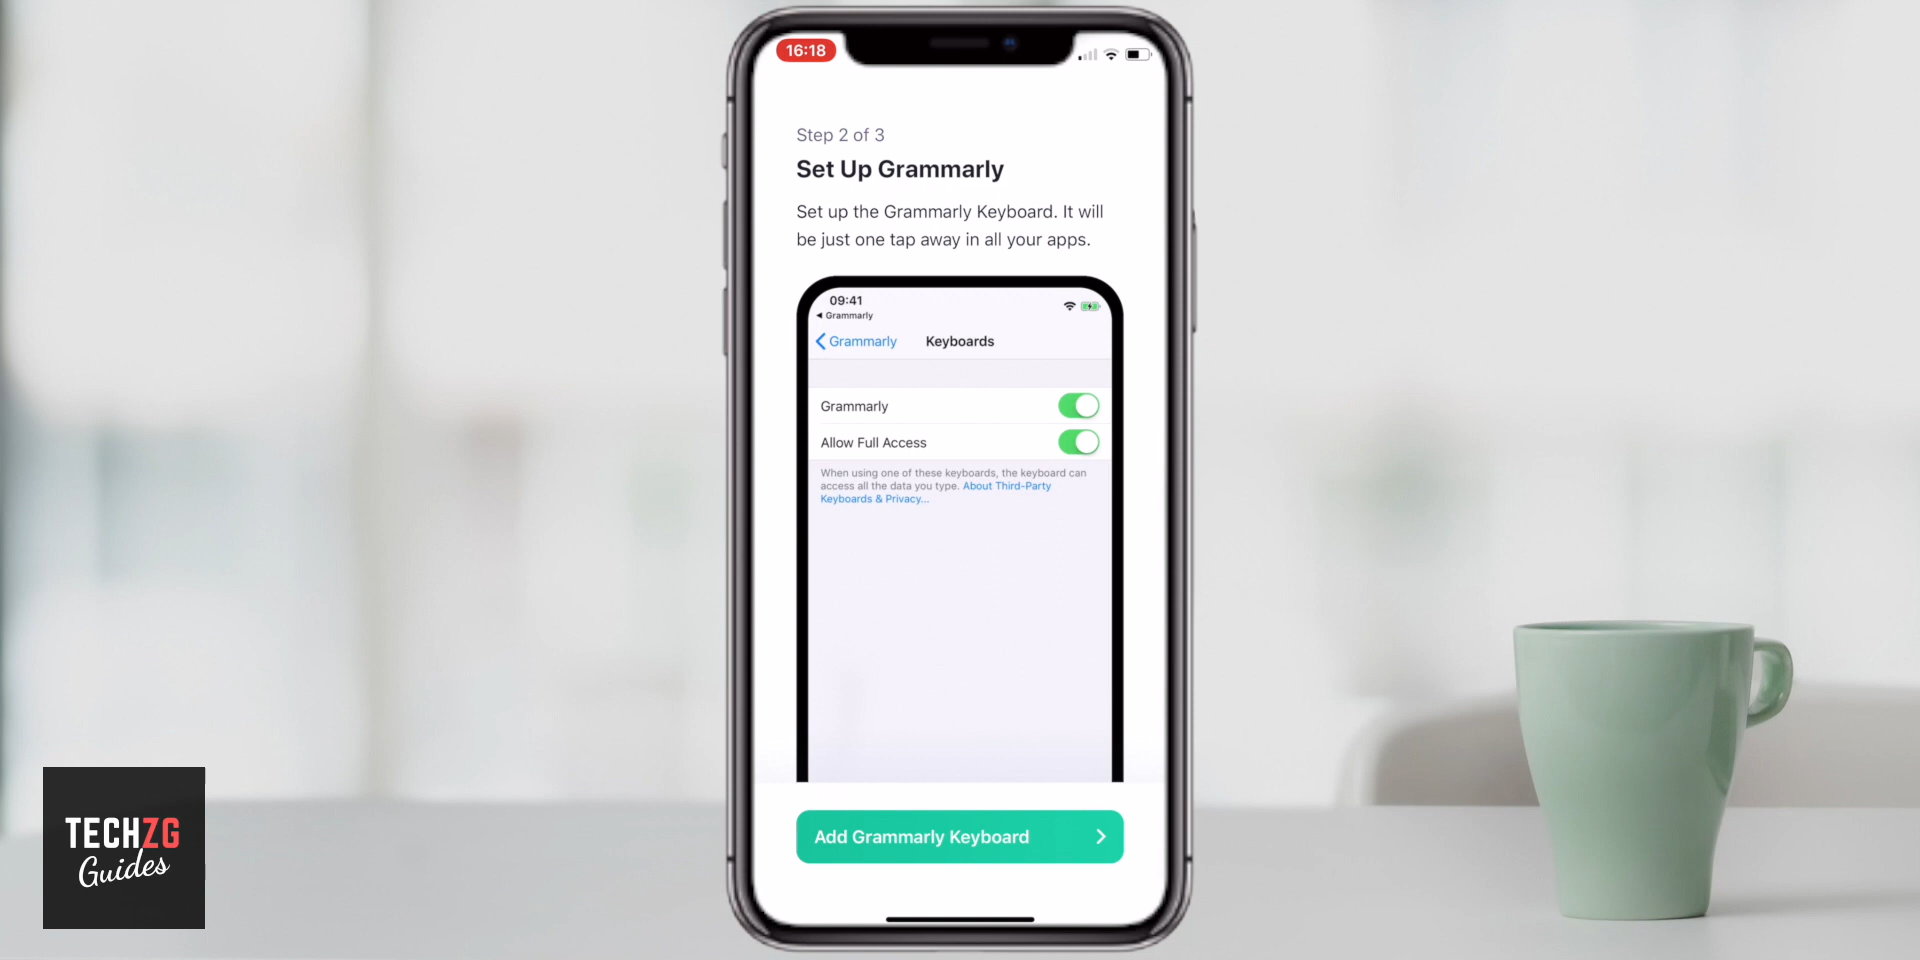 16:18
Step 2 of 3
Set Up Grammarly
Set up the Grammarly Keyboard. It will
be just one tap away in all your apps.
09:41
◀ Grammarly
Grammarly
Keyboards
Grammarly
Allow Full Access
When using one of these keyboards, the keyboard can
access all the data you type. About Third-Party
Keyboards & Privacy...
Add Grammarly Keyboard
TECHZG
Guides